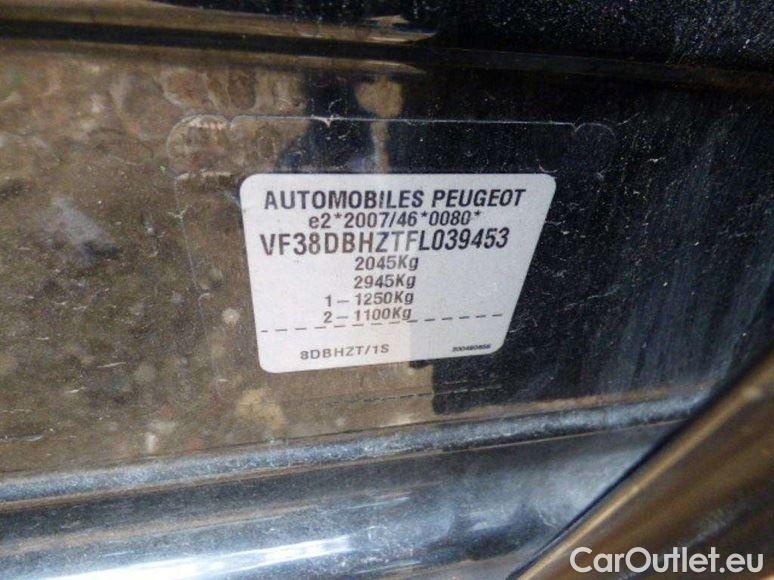 AUTOMOBILES PEUGEOT
e2*2007/46*0080*
VF38DBHZTFL039453
2045Kg
2945Kg
1-1250Kg
2-1100Kg
8DBHZT/1S
CarOutlet.eu